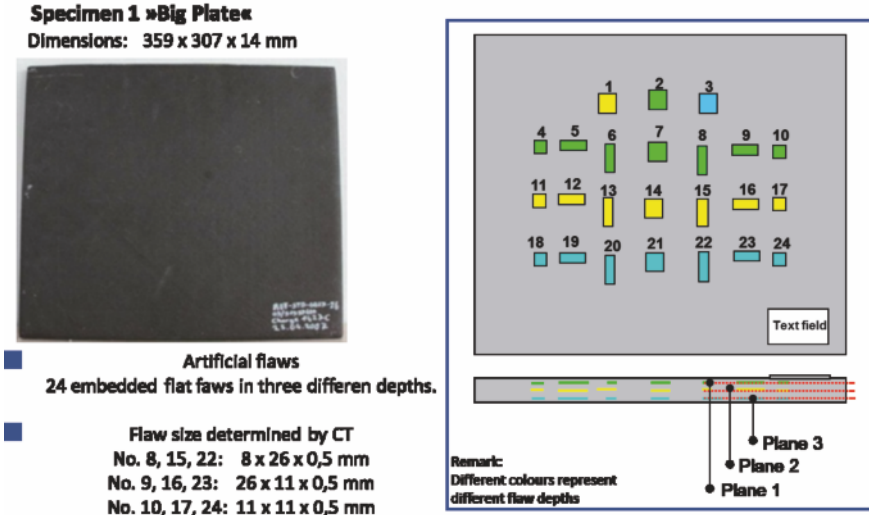 Specimen 1 »Big Plate«
Dimensions: 359 x 307 x 14 mm
Artificial flaws
24 embedded flat faws in three differen depths.
Flaw size determined by CT
No. 8, 15, 22: 8 x 26 x 0,5 mm
No. 9, 16, 23: 26 x 11 x 0,5 mm
No. 10, 17, 24: 11 x 11 x 0,5 mm
1 2 3
4 5 6 7 8 9 10
11 12 13 14 15 16 17
18 19 20 21 22 23 24
Text field
Plane 3
Plane 2
Plane 1
Remark:
Different colours represent
different flaw depths